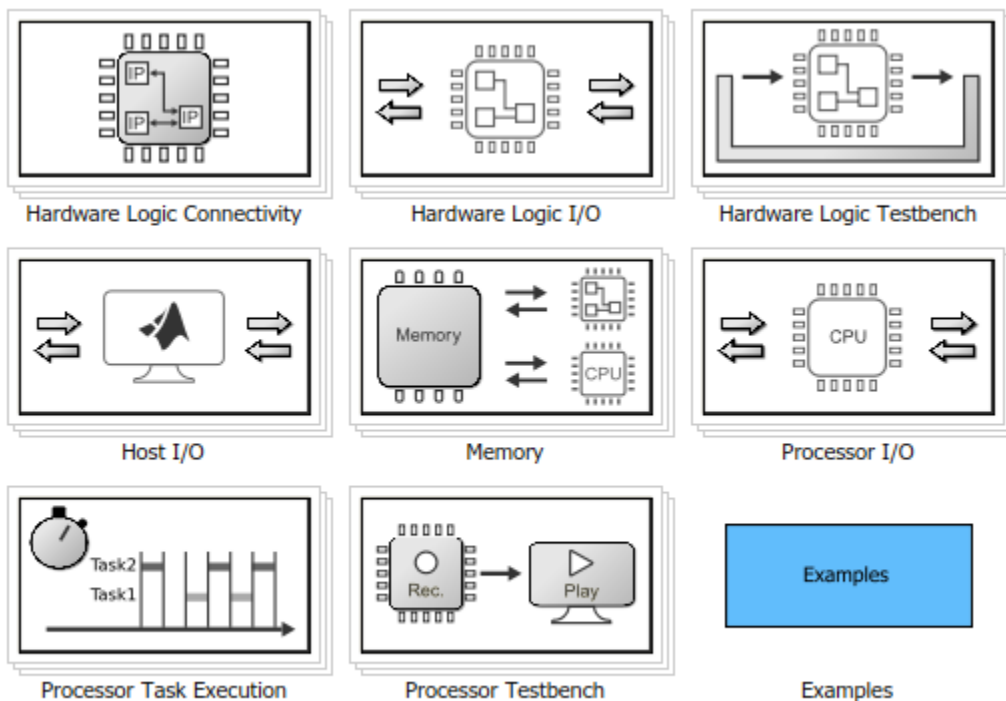 IP
IP
IP
Hardware Logic Connectivity
Hardware Logic I/O
Hardware Logic Testbench
Host I/O
Memory
CPU
Memory
CPU
Processor I/O
Task2
Task1
Processor Task Execution
Rec.
Play
Processor Testbench
Examples
Examples